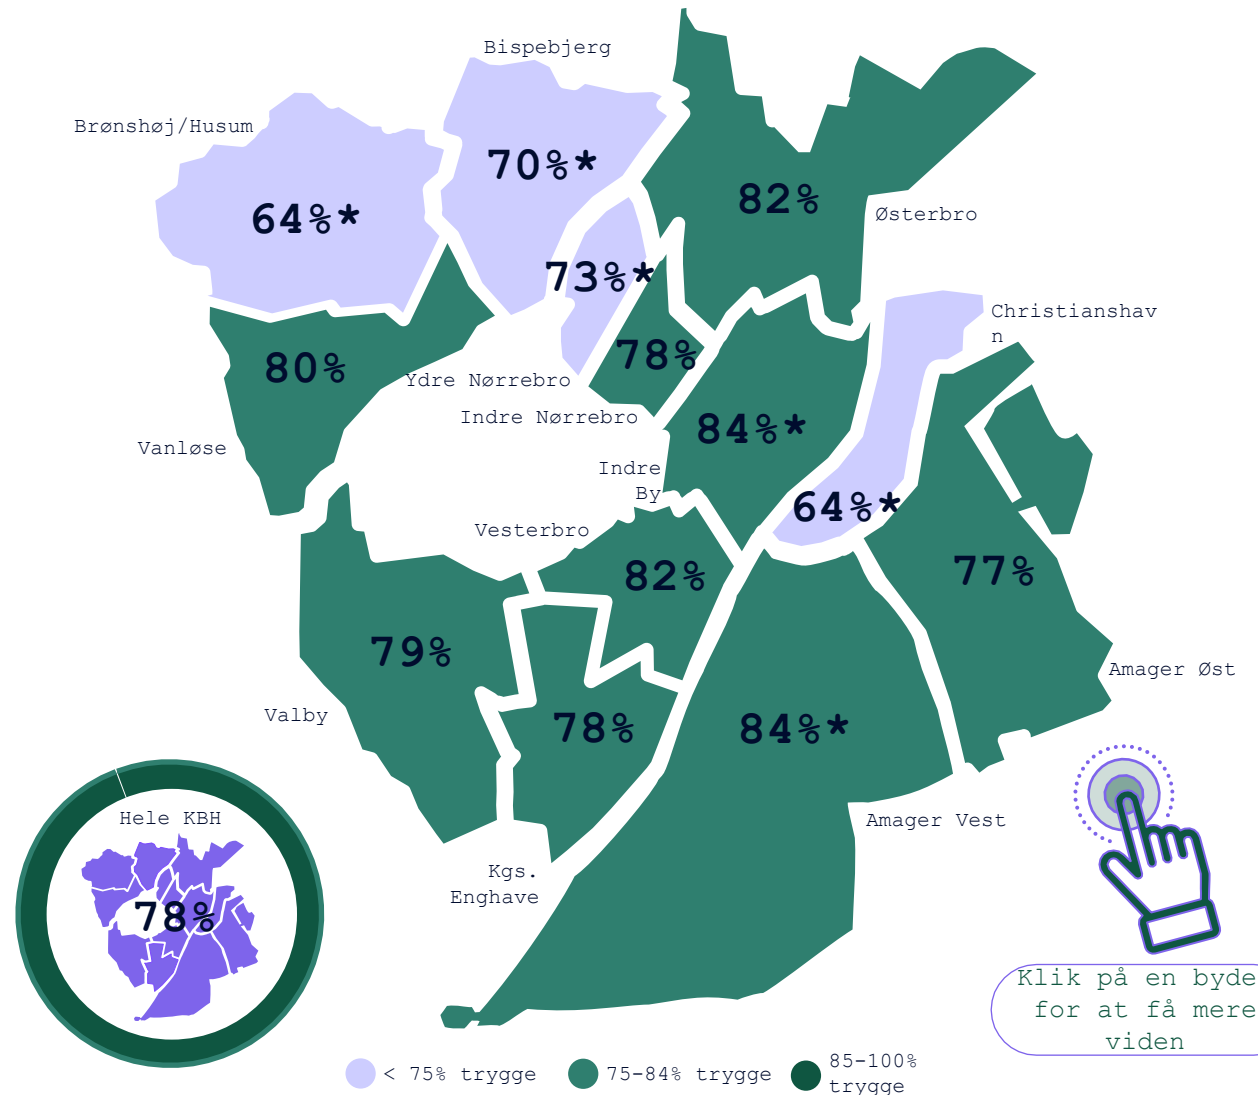 Bispebjerg
Brønshøj/Husum
70%*
82%
64%*
Østerbro
73%*
Christianshav
n
78%
80%
Ydre Nørrebro
Indre Nørrebro
84%*
Vanløse
Indre
By
64%*
Vesterbro
82%
77%
79%
Amager Øst
Valby
78%
84%*
Hele KBH
78%
Amager Vest
Kgs.
Enghave
Klik på en byde
for at få mere
viden
< 75% trygge
75-84% trygge
85-100%
trygge